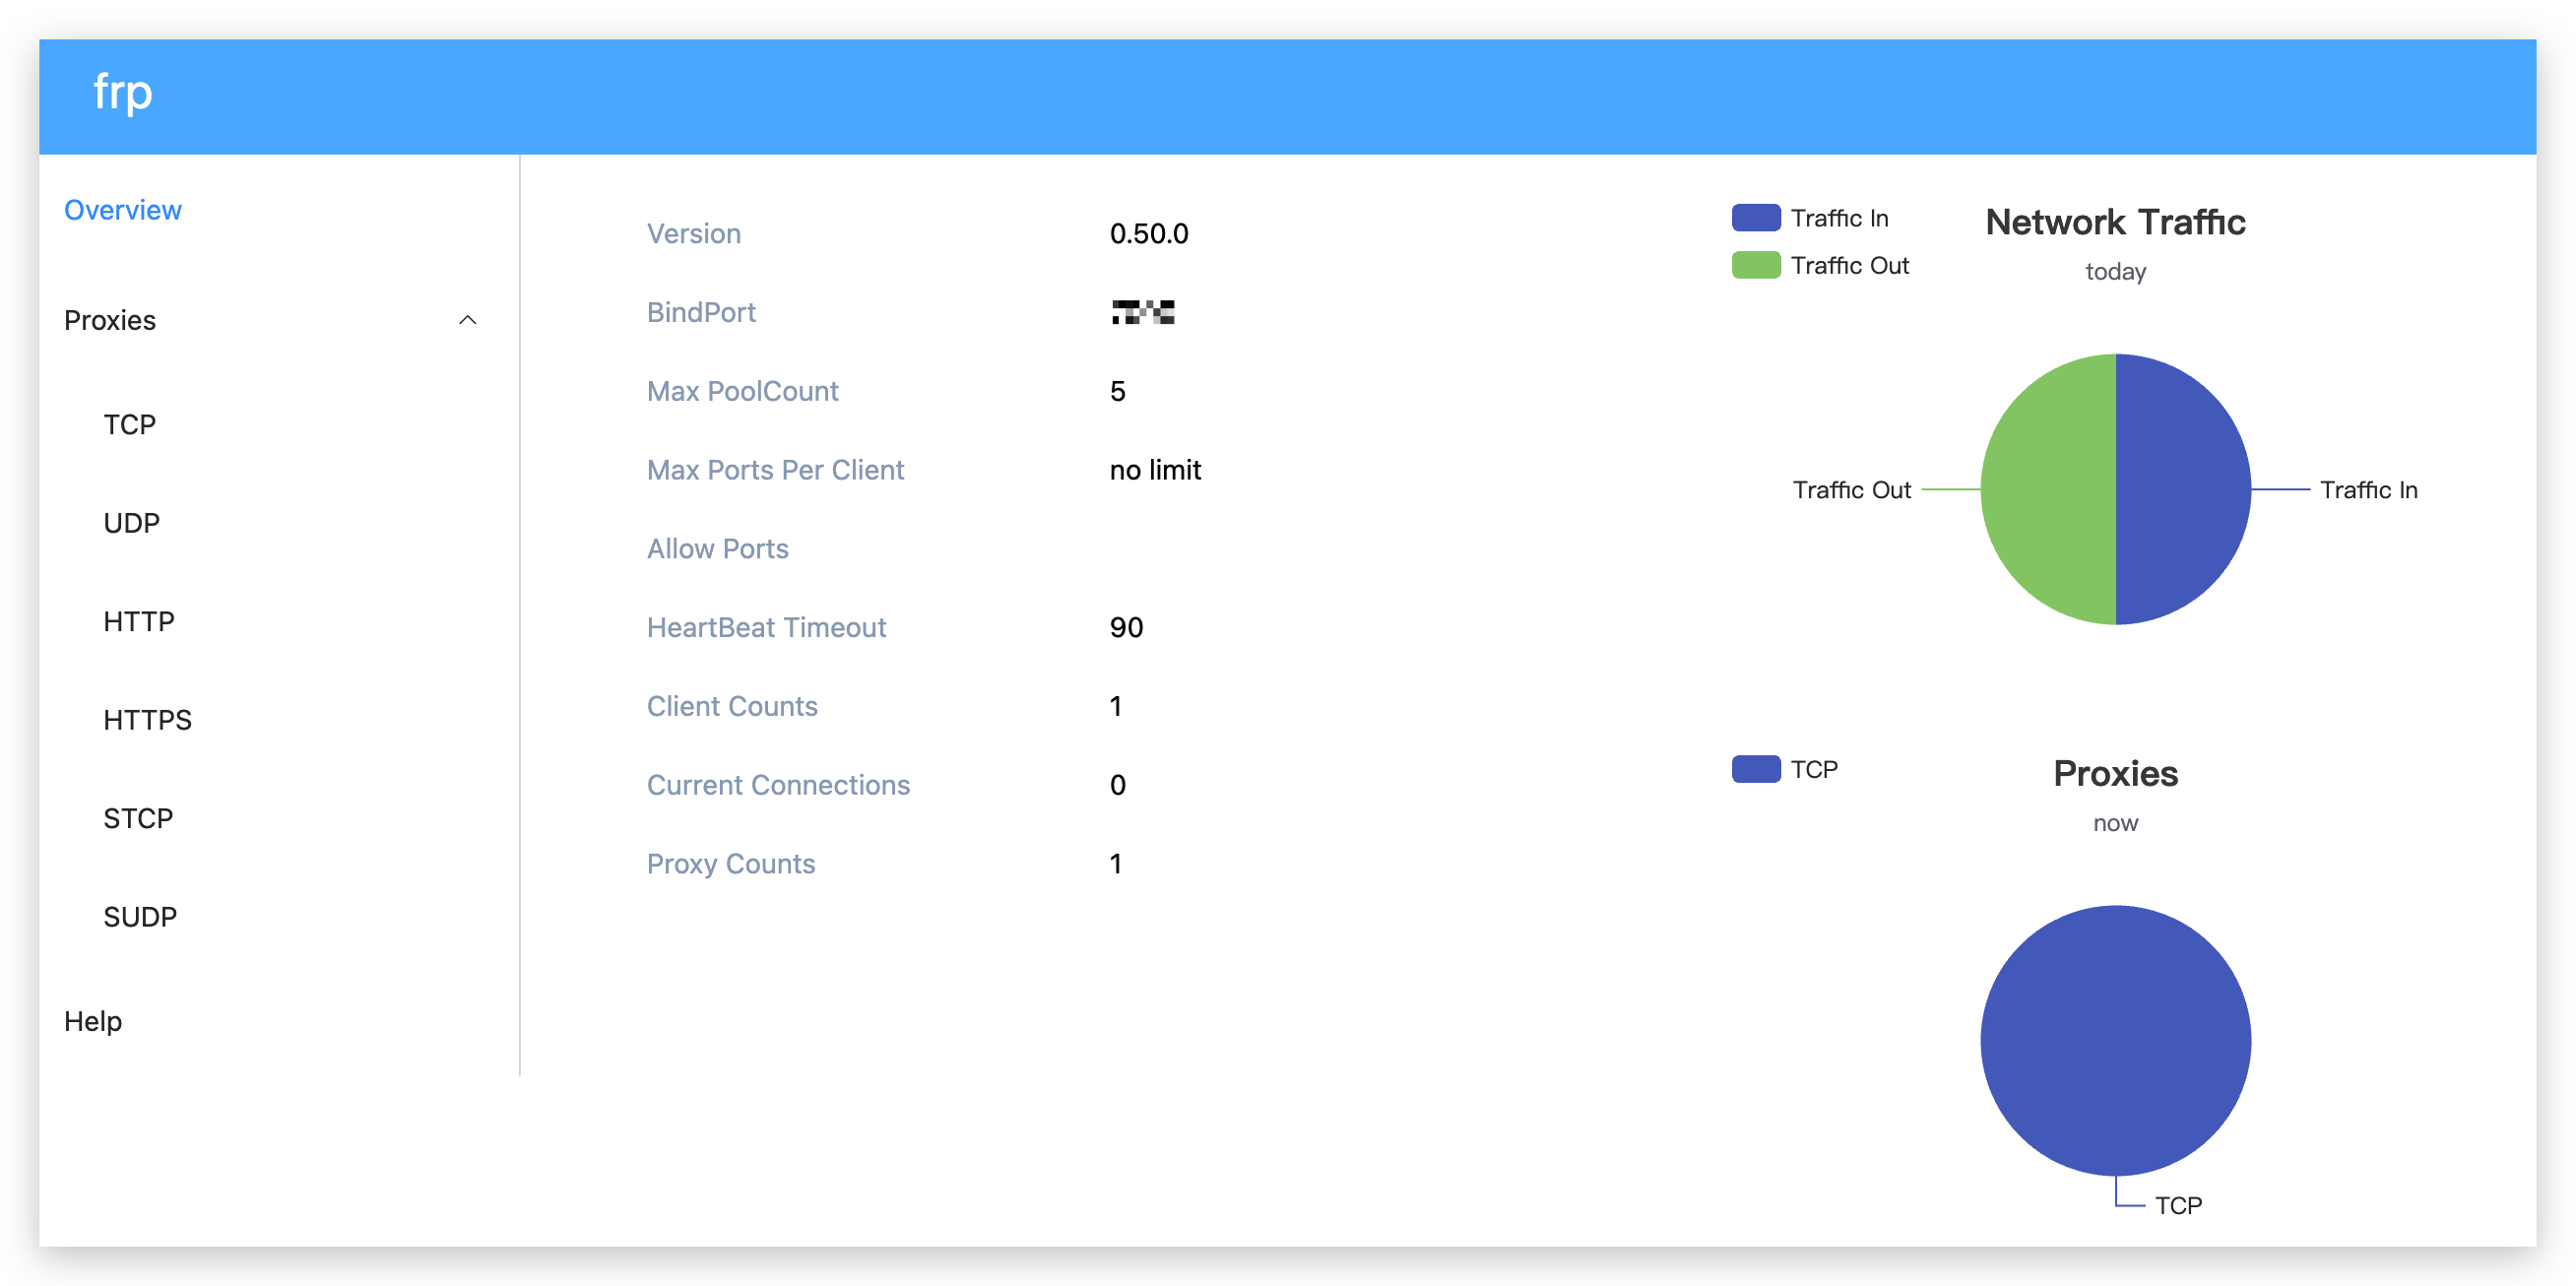 frp
Overview
Proxies
TCP
UDP
HTTP
HTTPS
STCP
SUDP
Help
Version 0.50.0
BindPort
Max PoolCount 5
Max Ports Per Client no limit
Allow Ports
HeartBeat Timeout 90
Client Counts 1
Current Connections 0
Proxy Counts 1
Traffic In
Traffic Out
Network Traffic
today
Traffic Out
Traffic In
TCP
Proxies
now
TCP